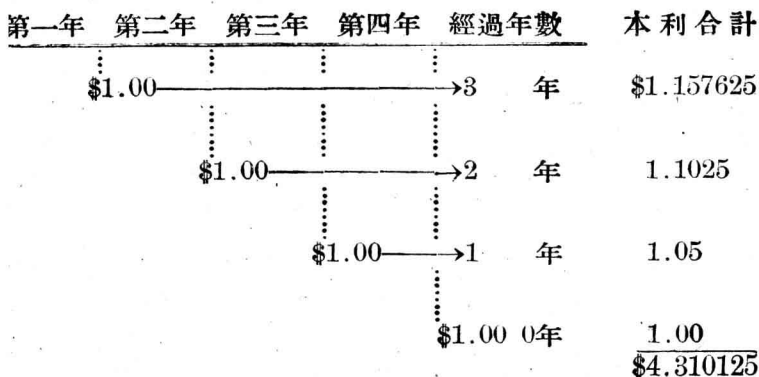 第一年 第二年 第三年 第四年 經過年數 本利合計
$1.00 →3 年 $1.157625
$1.00 →2 年 1.1025
$1.00 →1 年 1.05
$1.00 0年 1.00
$4.310125